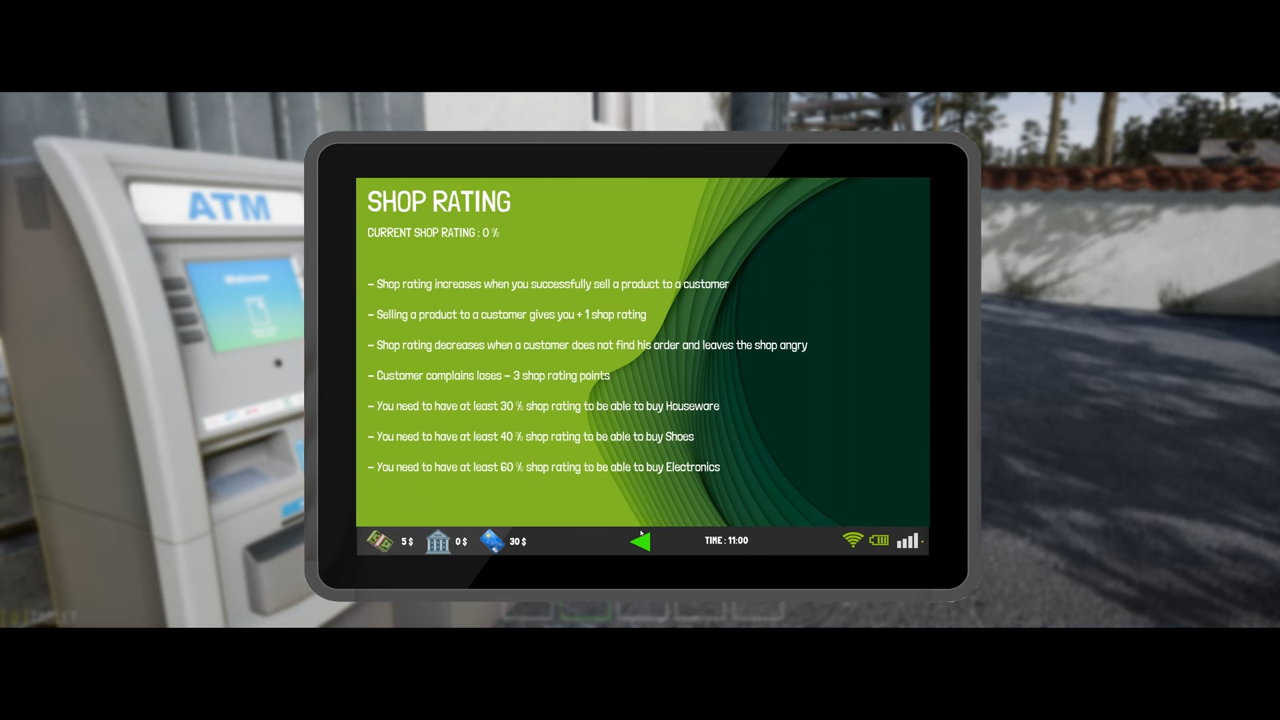 ATM
SHOP RATING
CURRENT SHOP RATING : 0 %
- Shop rating increases when you successfully sell a product to a customer
- Selling a product to a customer gives you + 1 shop rating
- Shop rating decreases when a customer does not find his order and leaves the shop angry
- Customer complains loses - 3 shop rating points
- You need to have at least 30 % shop rating to be able to buy Houseware
- You need to have at least 40 % shop rating to be able to buy Shoes
- You need to have at least 60 % shop rating to be able to buy Electronics
5 $ 0 $ 30 $ TIME : 11:00